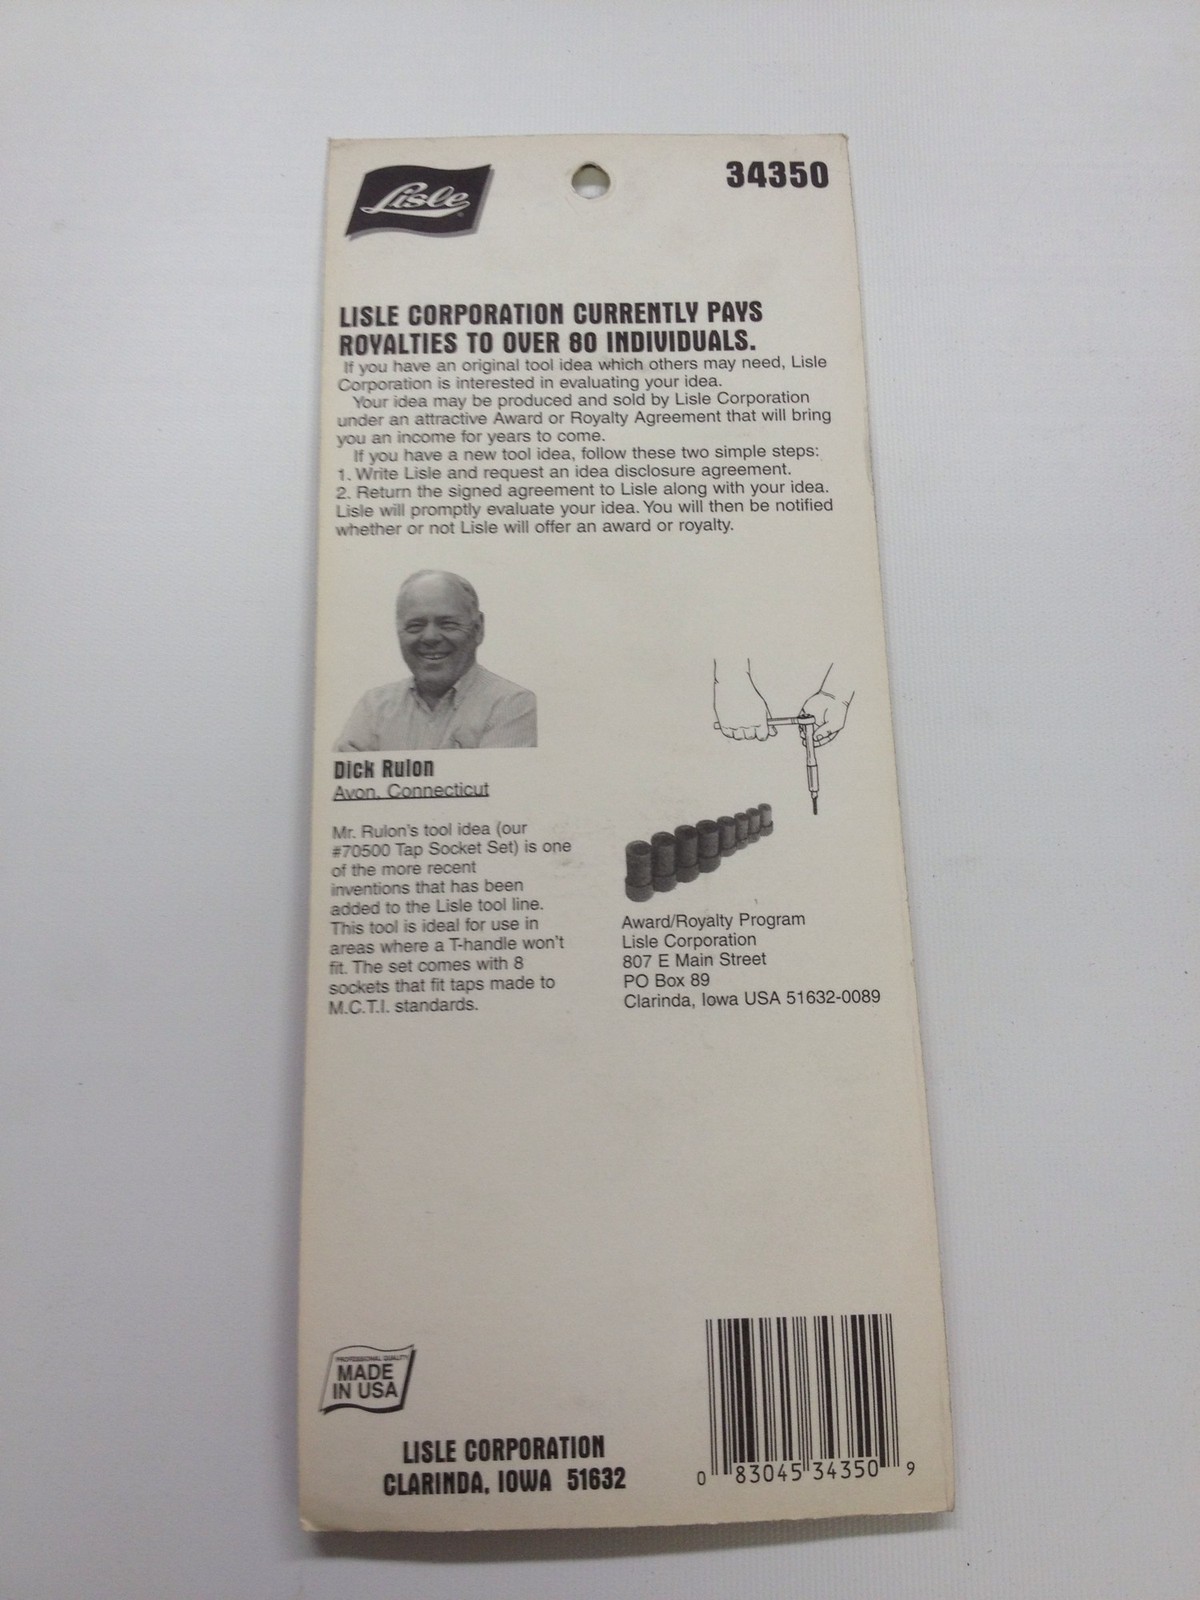 Lisle
34350
LISLE CORPORATION CURRENTLY PAYS
ROYALTIES TO OVER 80 INDIVIDUALS.
If you have an original tool idea which others may need, Lisle
Corporation is interested in evaluating your idea.
Your idea may be produced and sold by Lisle Corporation
under an attractive Award or Royalty Agreement that will bring
you an income for years to come.
If you have a new tool idea, follow these two simple steps:
1. Write Lisle and request an idea disclosure agreement.
2. Return the signed agreement to Lisle along with your idea.
Lisle will promptly evaluate your idea. You will then be notified
whether or not Lisle will offer an award or royalty.
Dick Rulon
Avon, Connecticut
Mr. Rulon's tool idea (our
#70500 Tap Socket Set) is one
of the more recent
inventions that has been
added to the Lisle tool line.
This tool is ideal for use in
areas where a T-handle won't
fit. The set comes with 8
sockets that fit taps made to
M.C.T.I. standards.
Award/Royalty Program
Lisle Corporation
807 E Main Street
PO Box 89
Clarinda, Iowa USA 51632-0089
PROFESSIONAL QUALITY
MADE
IN USA
LISLE CORPORATION
CLARINDA, IOWA 51632
0 83045 34350 9